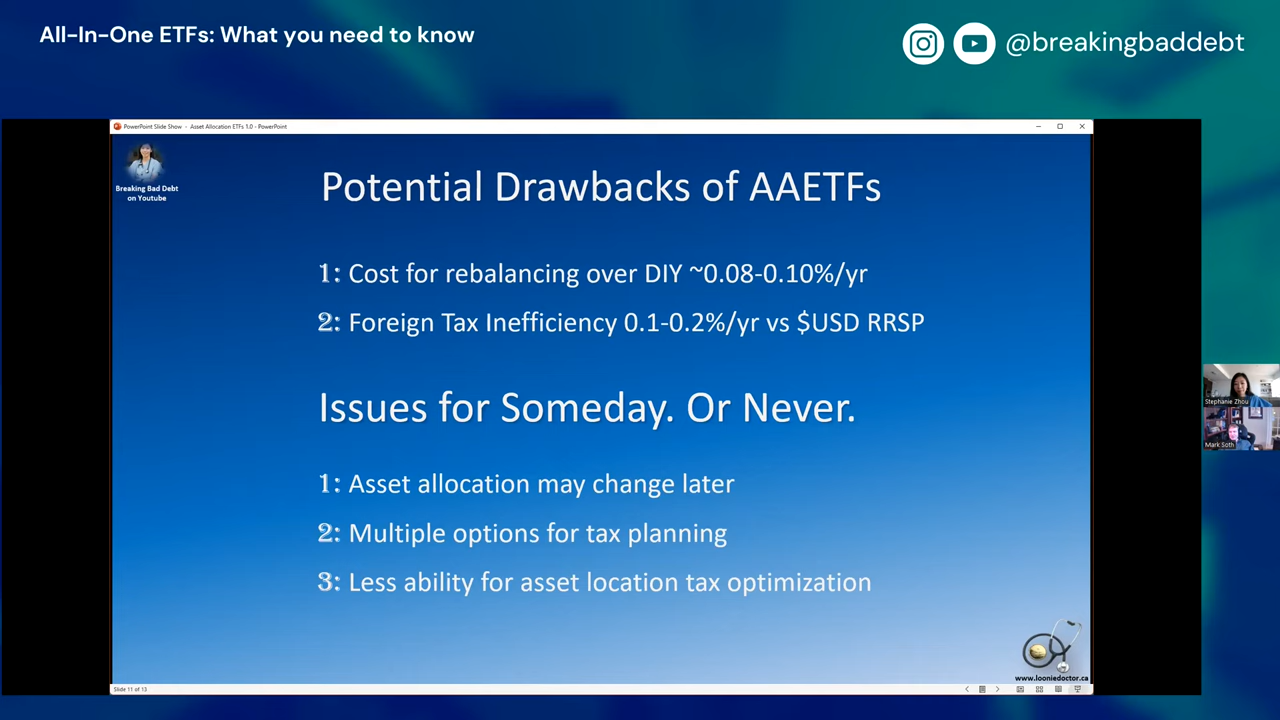 All-In-One ETFs: What you need to know
@breakingbaddebt
PowerPoint Slide Show - Asset Allocation ETFs 1.0 - PowerPoint
Breaking Bad Debt
on Youtube
Potential Drawbacks of AAETFs
1: Cost for rebalancing over DIY ~0.08-0.10%/yr
2: Foreign Tax Inefficiency 0.1-0.2%/yr vs $USD RRSP
Issues for Someday. Or Never.
1: Asset allocation may change later
2: Multiple options for tax planning
3: Less ability for asset location tax optimization
Stephanie Zhou
Mark Soth
www.looniedoctor.ca
Slide 11 of 13